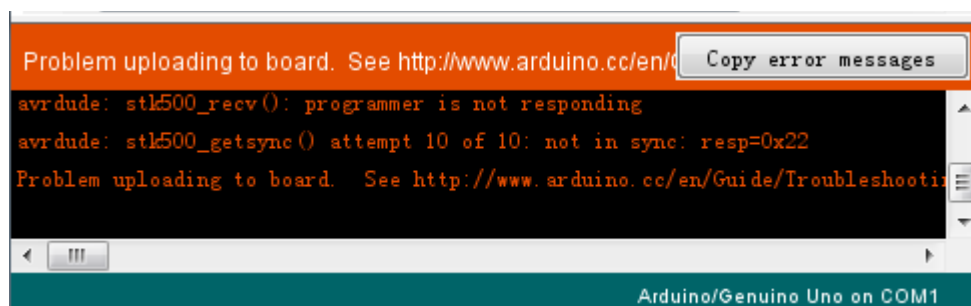 Problem uploading to board. See http://www.arduino.cc/en/
Copy error messages
avrdude: stk500_recv(): programmer is not responding
avrdude: stk500_getsync() attempt 10 of 10: not in sync: resp=0x22
Problem uploading to board. See http://www.arduino.cc/en/Guide/Troubleshooti
Arduino/Genuino Uno on COM1